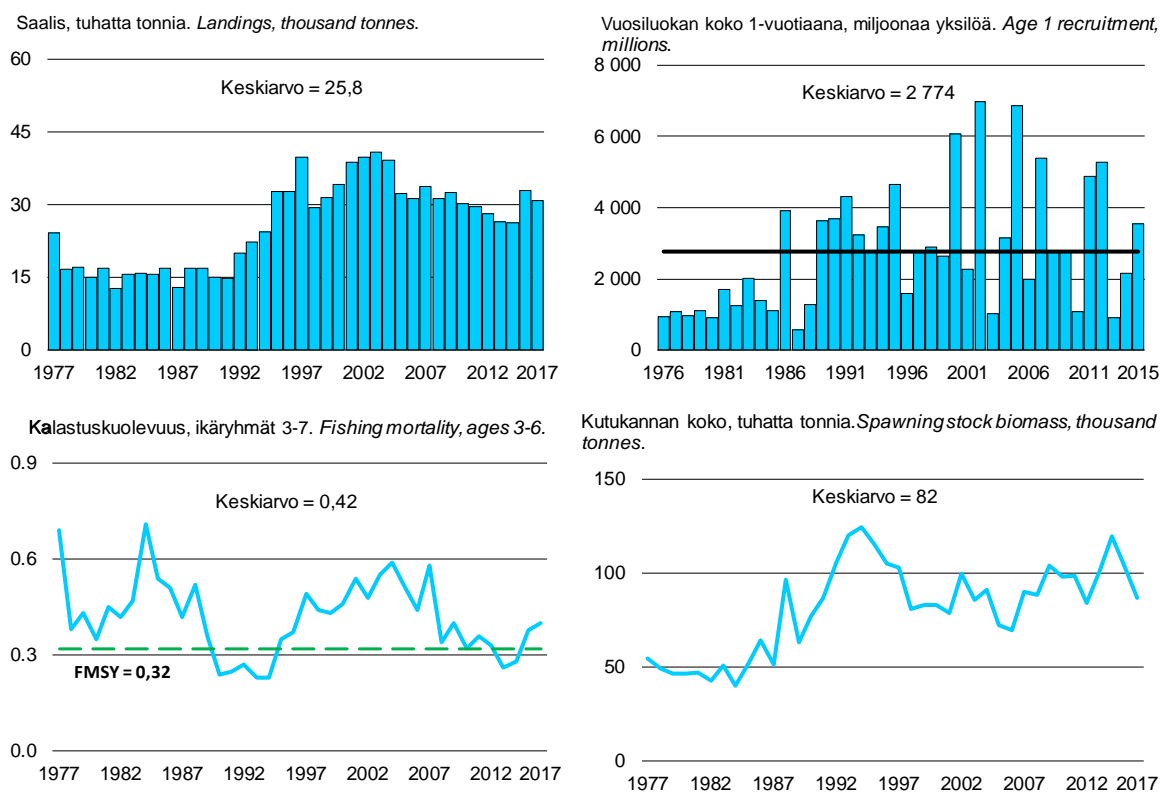 Saalis, tuhatta tonnia. Landings, thousand tonnes.
60
Keskiarvo = 25,8
45
30
15
0
1977 1982 1987 1992 1997 2002 2007 2012 2017
Vuosiluokan koko 1-vuotiaana, miljoonaa yksilöä. Age 1 recruitment,
millions.
8 000
Keskiarvo = 2 774
6 000
4 000
2 000
0
1976 1981 1986 1991 1996 2001 2006 2011 2015
Kalastuskuolevuus, ikäryhmät 3-7. Fishing mortality, ages 3-6.
0.9
Keskiarvo = 0,42
0.6
0.3
FMSY = 0,32
0.0
1977 1982 1987 1992 1997 2002 2007 2012 2017
Kutukannan koko, tuhatta tonnia. Spawning stock biomass, thousand
tonnes.
150
Keskiarvo = 82
100
50
0
1977 1982 1987 1992 1997 2002 2007 2012 2017